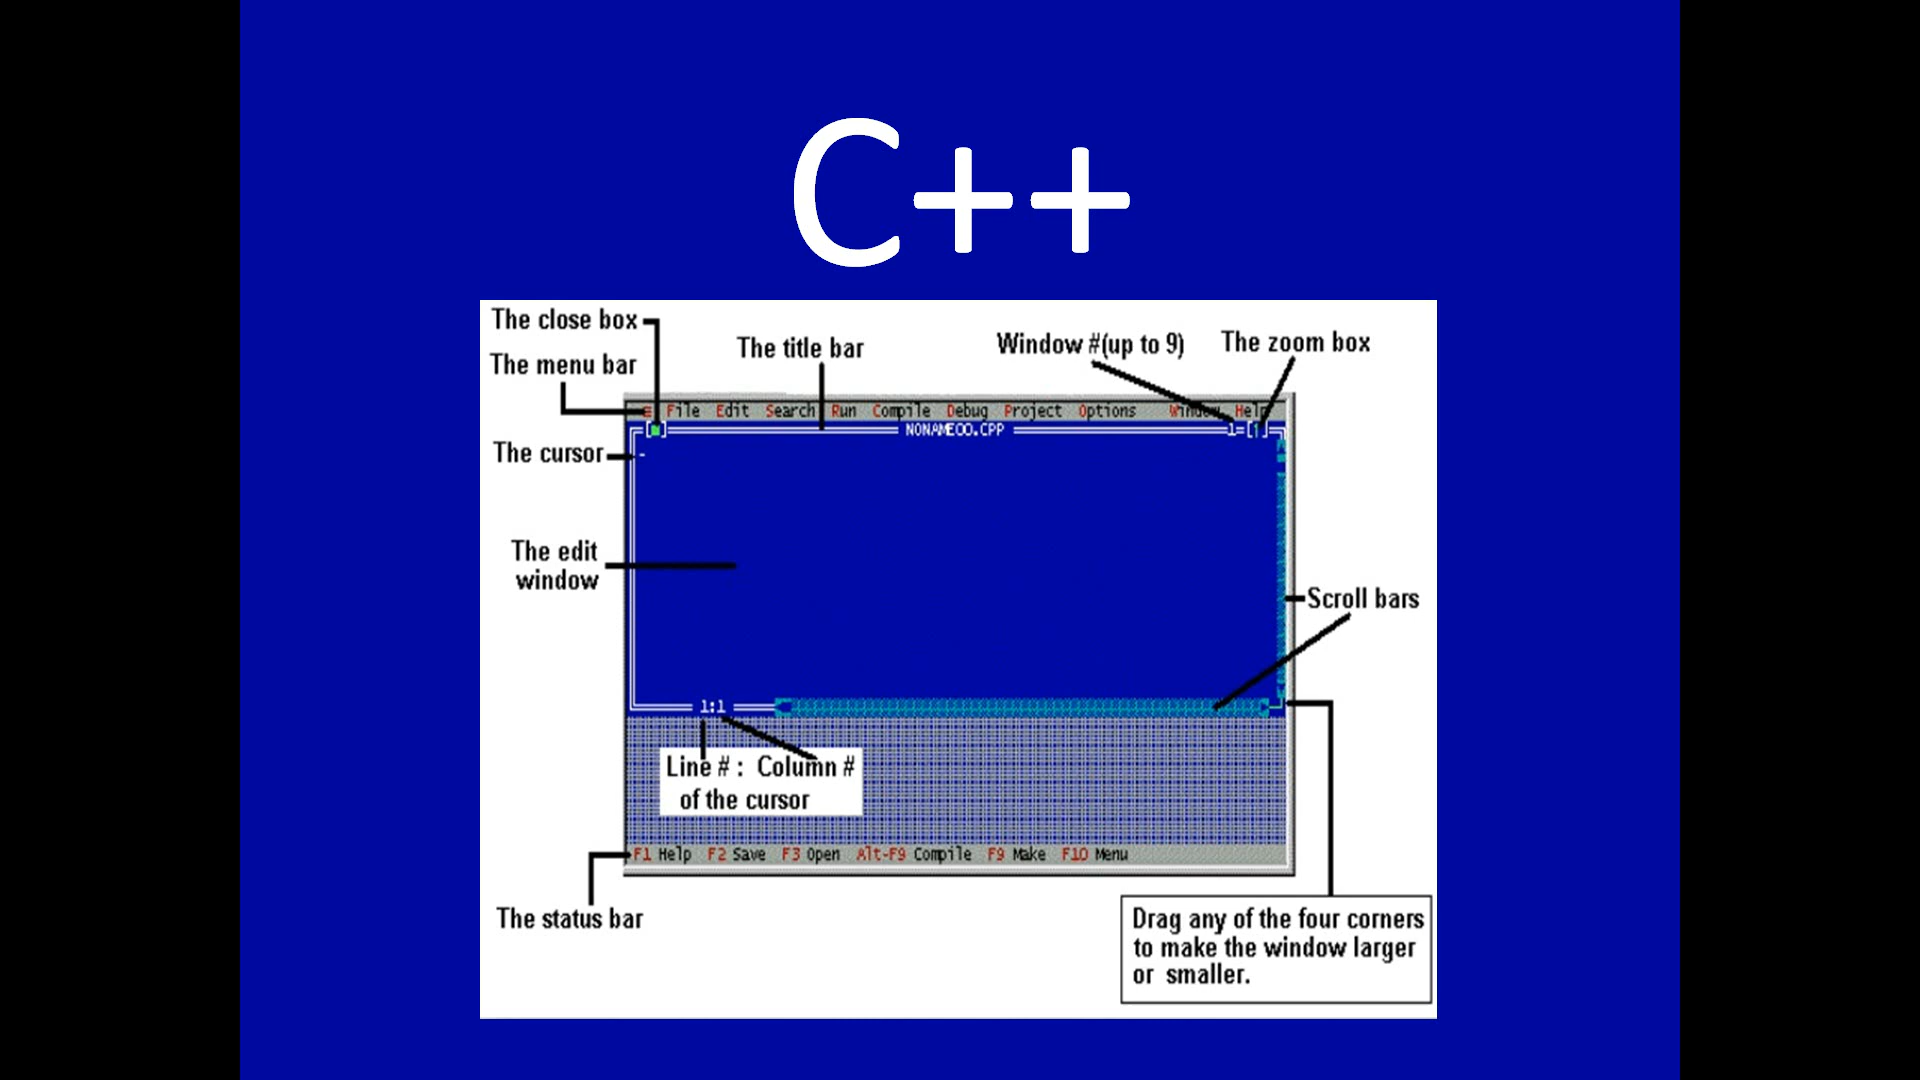 C++
The close box
The title bar
Window #(up to 9)
The zoom box
The menu bar
≡ File Edit Search Run Compile Debug Project Options Window Help
NONAME00.CPP
1
The cursor
The edit
window
Scroll bars
1:1
Line # : Column #
of the cursor
F1 Help F2 Save F3 Open Alt-F9 Compile F9 Make F10 Menu
The status bar
Drag any of the four corners
to make the window larger
or smaller.